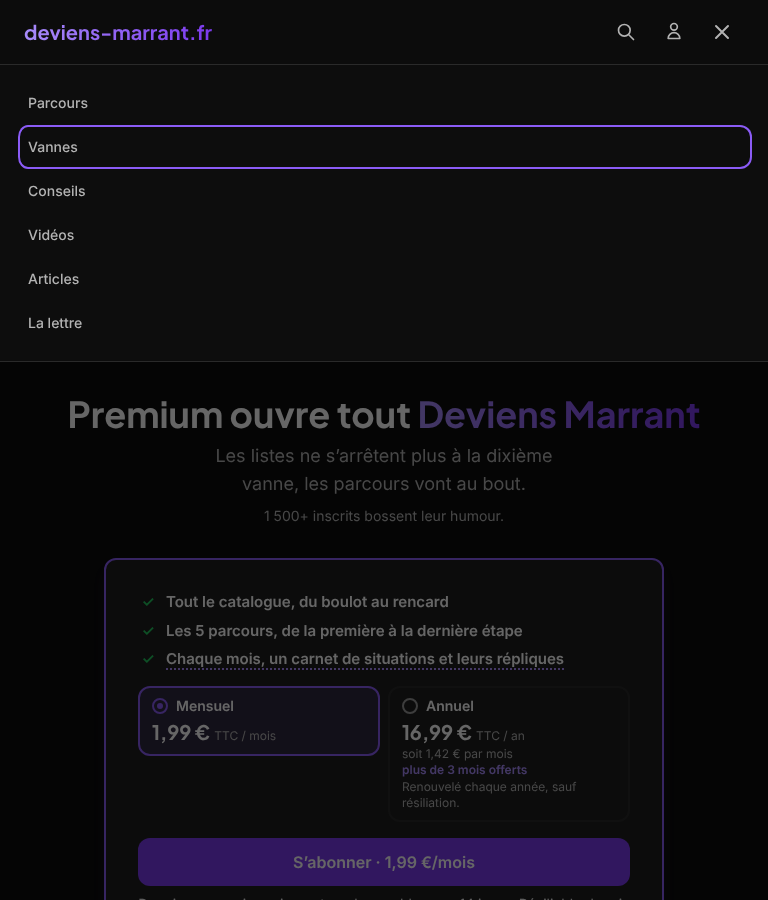 deviens-marrant.fr
Parcours
Vannes
Conseils
Vidéos
Articles
La lettre
Premium ouvre tout Deviens Marrant
Les listes ne s’arrêtent plus à la dixième
vanne, les parcours vont au bout.
1 500+ inscrits bossent leur humour.
Tout le catalogue, du boulot au rencard
Les 5 parcours, de la première à la dernière étape
Chaque mois, un carnet de situations et leurs répliques
Mensuel
1,99 € TTC / mois
Annuel
16,99 € TTC / an
soit 1,42 € par mois
plus de 3 mois offerts
Renouvelé chaque année, sauf
résiliation.
S’abonner · 1,99 €/mois